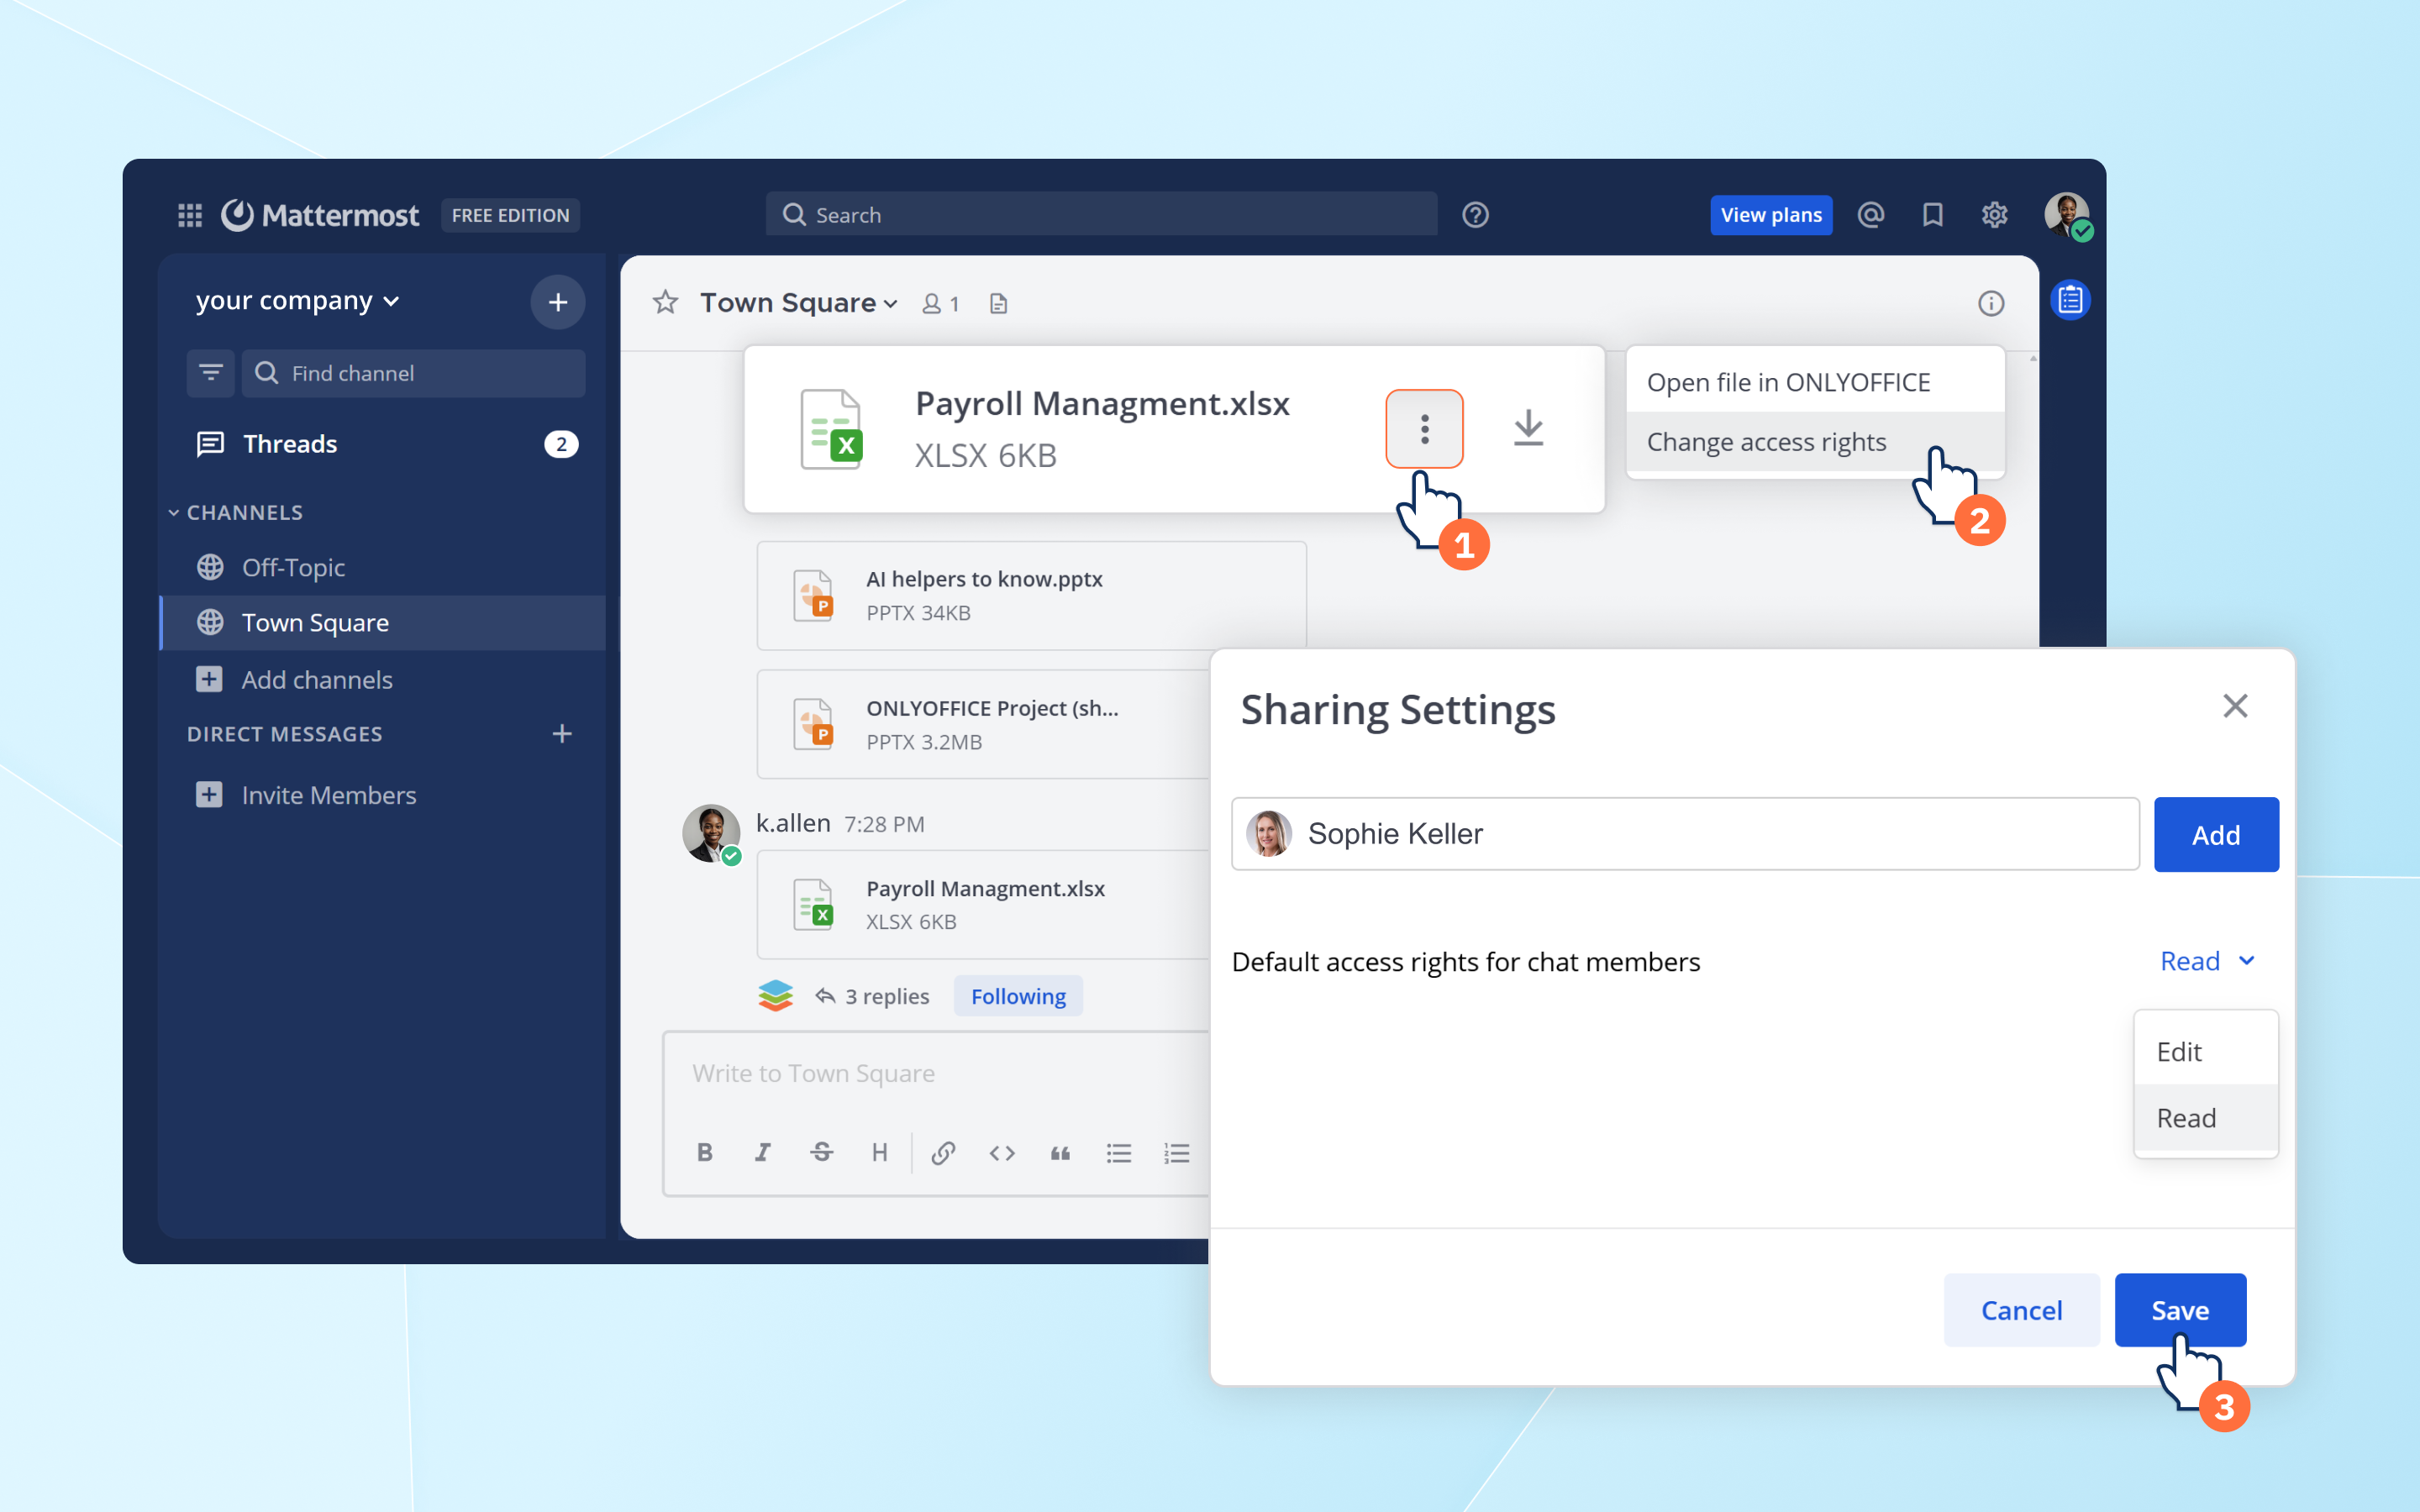 Mattermost
FREE EDITION
Search
View plans
your company
Find channel
Threads
2
CHANNELS
Off-Topic
Town Square
Add channels
DIRECT MESSAGES
Invite Members
Town Square
1
Payroll Managment.xlsx
XLSX 6KB
X
1
Open file in ONLYOFFICE
Change access rights
2
AI helpers to know.pptx
PPTX 34KB
P
ONLYOFFICE Project (sh...
PPTX 3.2MB
P
k.allen 7:28 PM
Payroll Managment.xlsx
XLSX 6KB
X
3 replies
Following
Write to Town Square
B I S H
Sharing Settings
Sophie Keller
Add
Default access rights for chat members
Read
Edit
Read
Cancel
Save
3